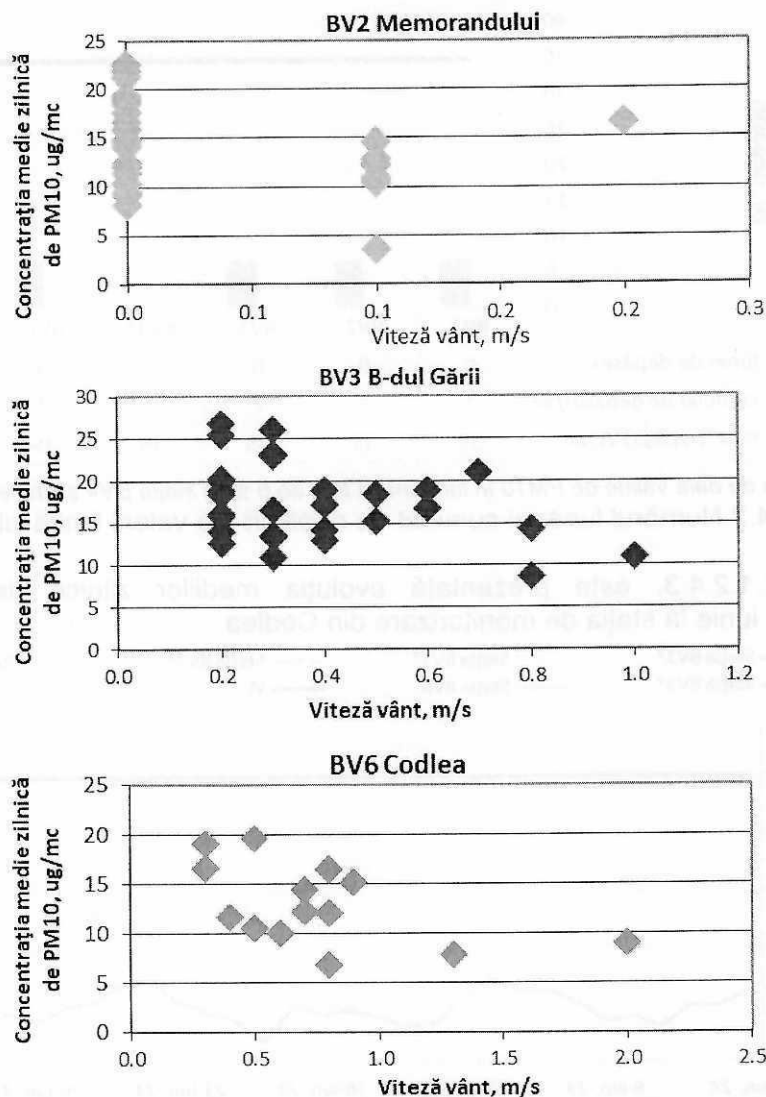 BV2 Memorandului
Concentrația medie zilnică
de PM10, ug/mc
25
20
15
10
5
0
0.0 0.1 0.1 0.2 0.2 0.3
Viteză vânt, m/s
BV3 B-dul Gării
Concentrația medie zilnică
de PM10, ug/mc
30
25
20
15
10
5
0
0.0 0.2 0.4 0.6 0.8 1.0 1.2
Viteză vânt, m/s
BV6 Codlea
Concentrația medie zilnică
de PM10, ug/mc
25
20
15
10
5
0
0.0 0.5 1.0 1.5 2.0 2.5
Viteză vânt, m/s